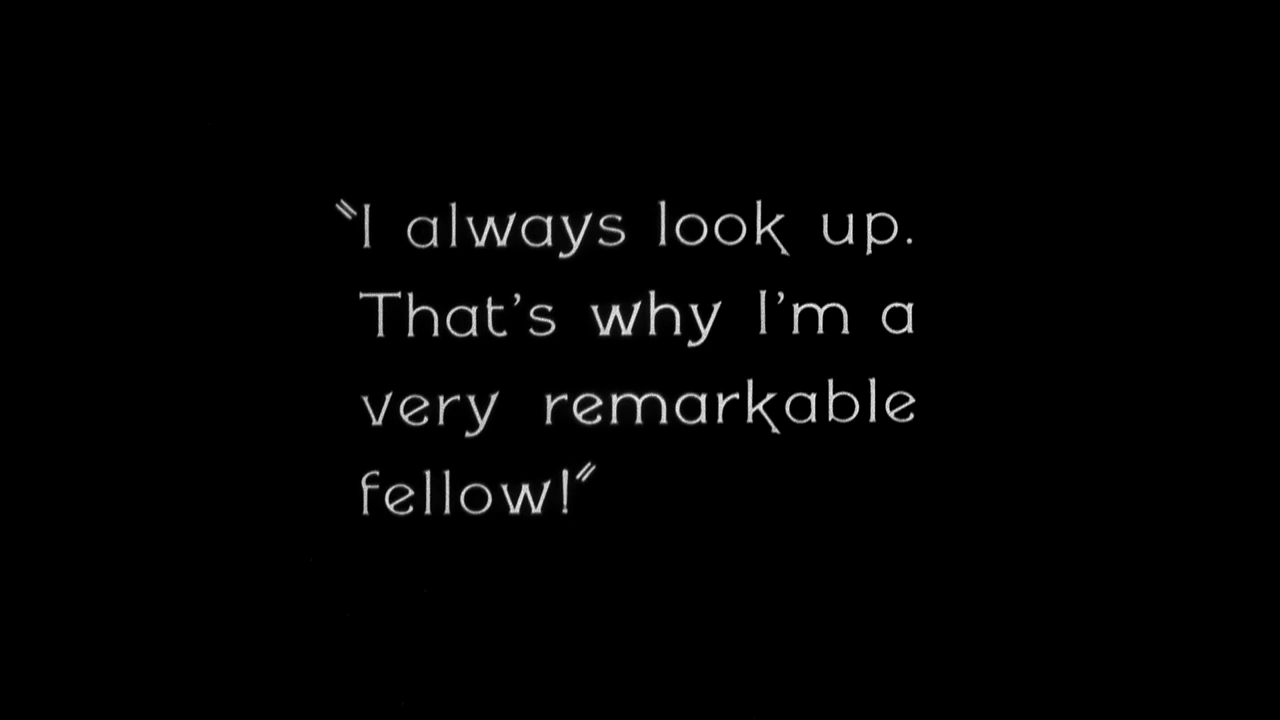 "I always look up.
That's why I'm a
very remarkable
fellow!"